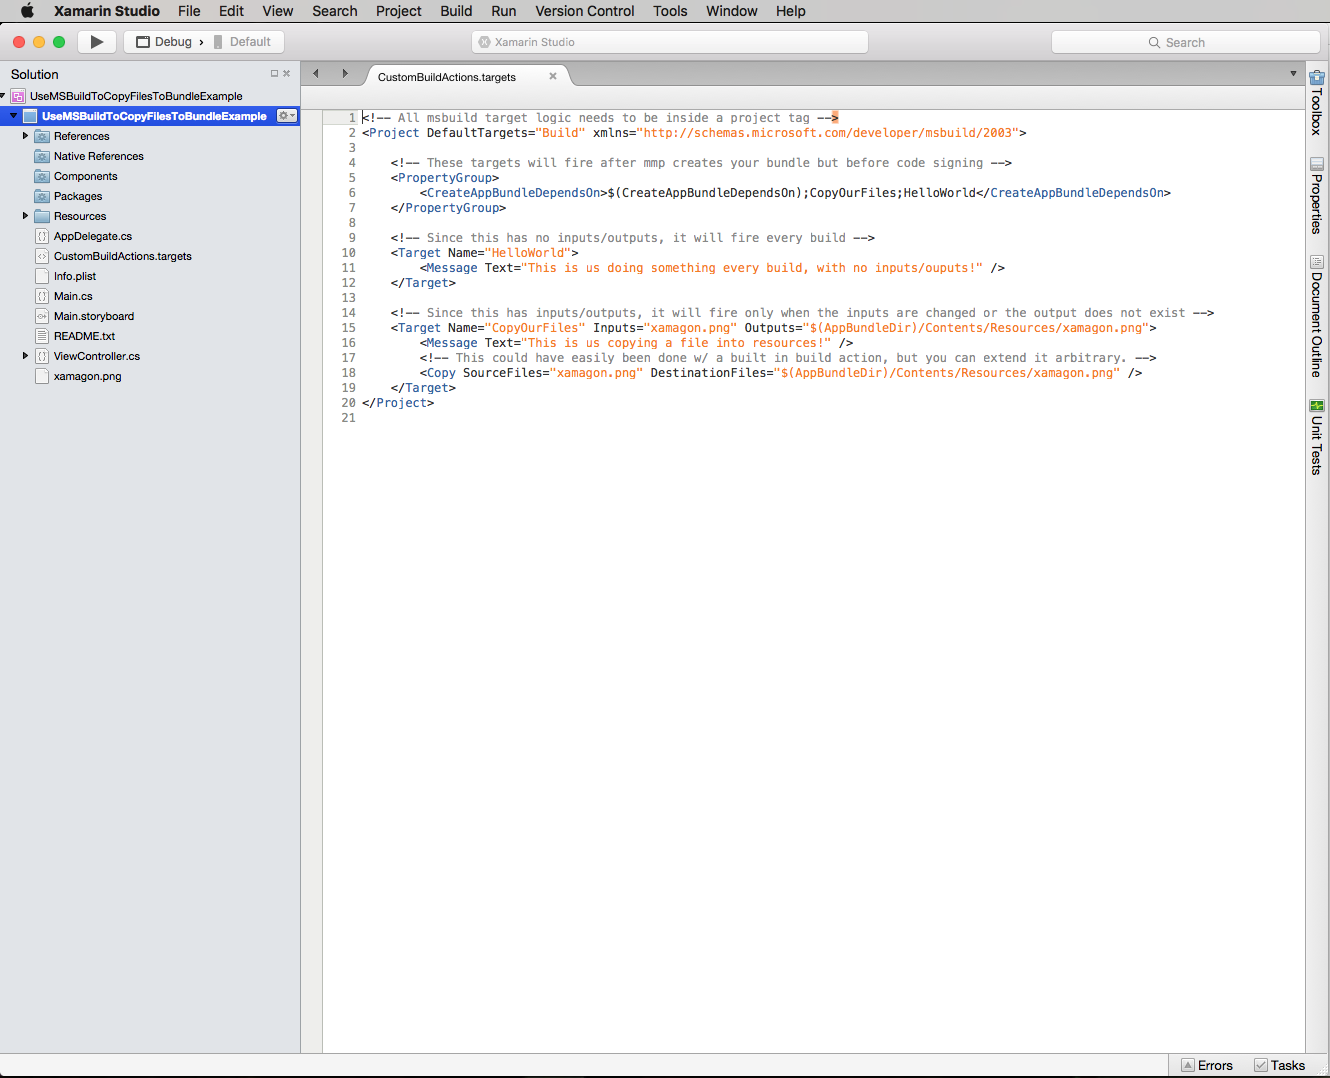 Xamarin Studio File Edit View Search Project Build Run Version Control Tools Window Help
Debug › Default
Xamarin Studio
Search
Solution
CustomBuildActions.targets
UseMSBuildToCopyFilesToBundleExample
UseMSBuildToCopyFilesToBundleExample
References
Native References
Components
Packages
Resources
AppDelegate.cs
CustomBuildActions.targets
Info.plist
Main.cs
Main.storyboard
README.txt
ViewController.cs
xamagon.png
1 <!-- All msbuild target logic needs to be inside a project tag -->
2 <Project DefaultTargets="Build" xmlns="http://schemas.microsoft.com/developer/msbuild/2003">
3
4 <!-- These targets will fire after mmp creates your bundle but before code signing -->
5 <PropertyGroup>
6 <CreateAppBundleDependsOn>$(CreateAppBundleDependsOn);CopyOurFiles;HelloWorld</CreateAppBundleDependsOn>
7 </PropertyGroup>
8
9 <!-- Since this has no inputs/outputs, it will fire every build -->
10 <Target Name="HelloWorld">
11 <Message Text="This is us doing something every build, with no inputs/ouputs!" />
12 </Target>
13
14 <!-- Since this has inputs/outputs, it will fire only when the inputs are changed or the output does not exist -->
15 <Target Name="CopyOurFiles" Inputs="xamagon.png" Outputs="$(AppBundleDir)/Contents/Resources/xamagon.png">
16 <Message Text="This is us copying a file into resources!" />
17 <!-- This could have easily been done w/ a built in build action, but you can extend it arbitrary. -->
18 <Copy SourceFiles="xamagon.png" DestinationFiles="$(AppBundleDir)/Contents/Resources/xamagon.png" />
19 </Target>
20 </Project>
21
Toolbox
Properties
Document Outline
Unit Tests
Errors Tasks